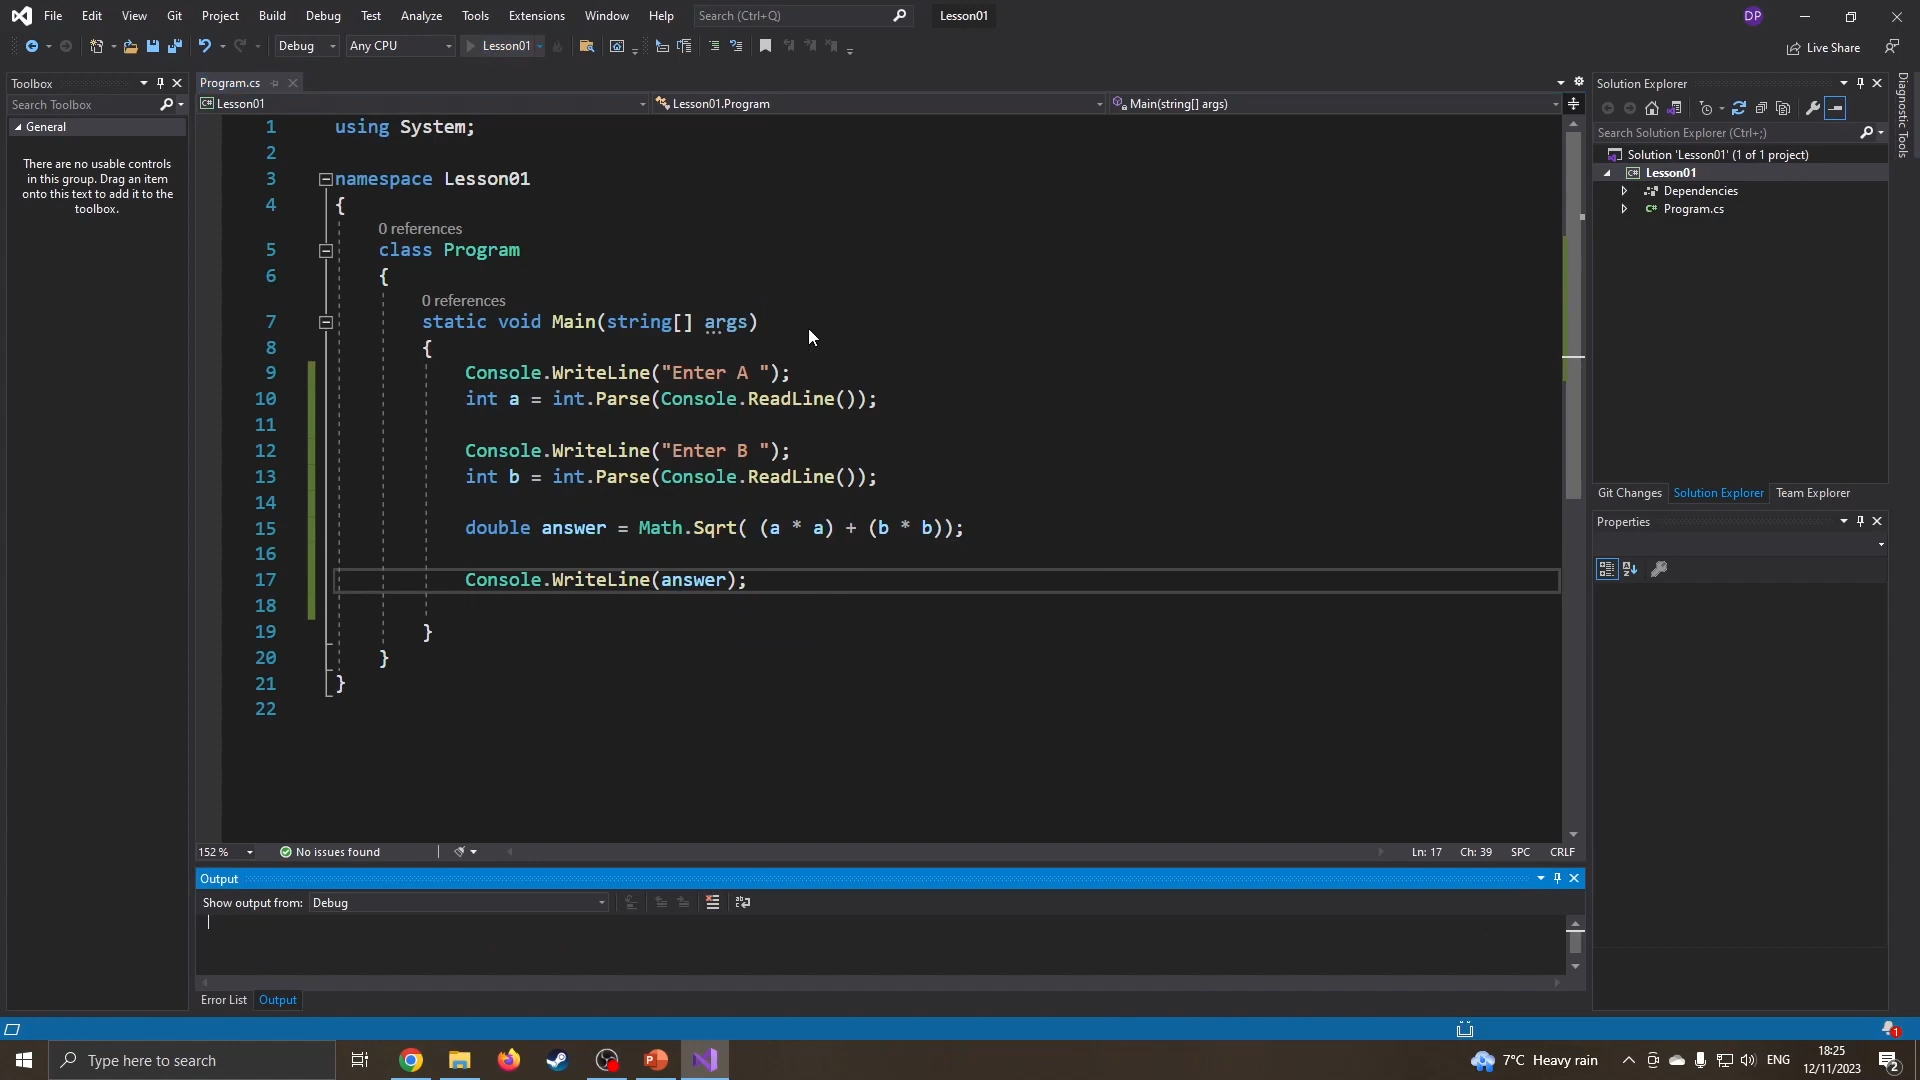 File Edit View Git Project Build Debug Test Analyze Tools Extensions Window Help Search (Ctrl+Q) Lesson01 DP
Debug Any CPU Lesson01 Live Share
Toolbox
Search Toolbox
General
There are no usable controls
in this group. Drag an item
onto this text to add it to the
toolbox.
Program.cs
Lesson01 Lesson01.Program Main(string[] args)
1 using System;
2
3 namespace Lesson01
4 {
0 references
5 class Program
6 {
0 references
7 static void Main(string[] args)
8 {
9 Console.WriteLine("Enter A ");
10 int a = int.Parse(Console.ReadLine());
11
12 Console.WriteLine("Enter B ");
13 int b = int.Parse(Console.ReadLine());
14
15 double answer = Math.Sqrt( (a * a) + (b * b));
16
17 Console.WriteLine(answer);
18
19 }
20 }
21 }
22
152 % No issues found Ln: 17 Ch: 39 SPC CRLF
Output
Show output from: Debug
Error List Output
Solution Explorer
Search Solution Explorer (Ctrl+;)
Solution 'Lesson01' (1 of 1 project)
C# Lesson01
Dependencies
C# Program.cs
Git Changes Solution Explorer Team Explorer
Properties
Diagnostic Tools
1
Type here to search
7°C Heavy rain ENG
18:25
12/11/2023
2